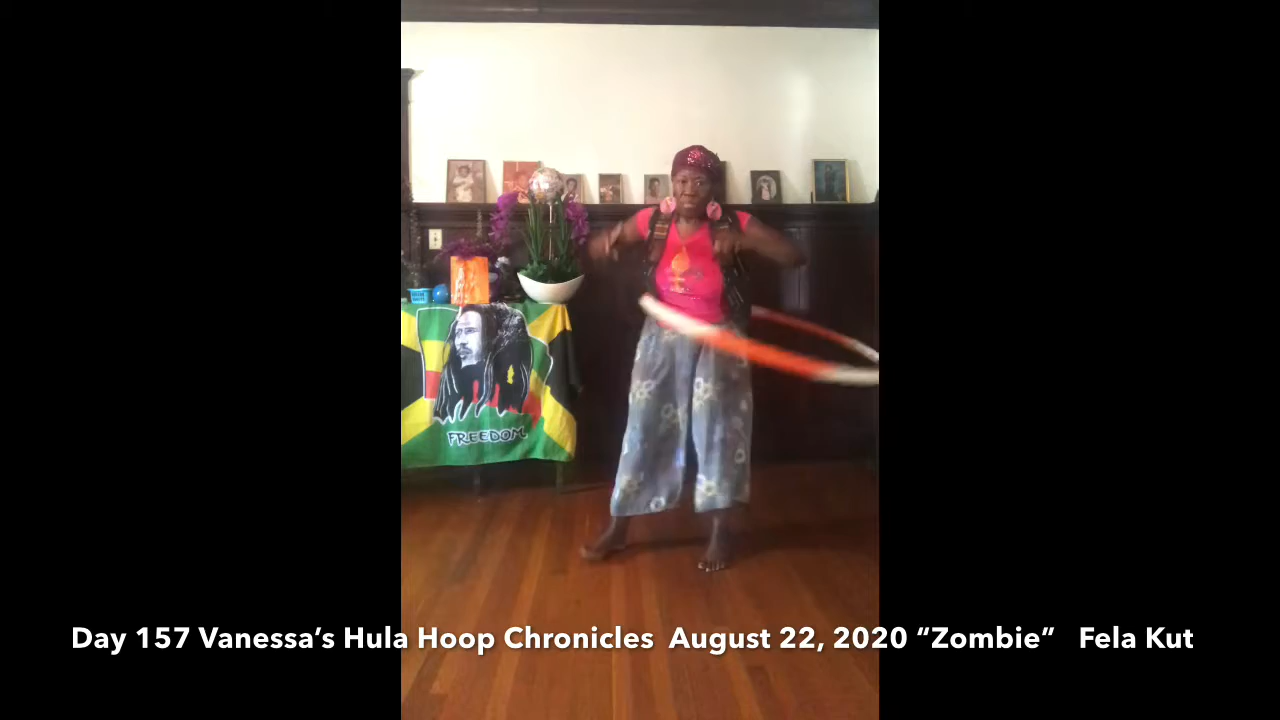 FREEDOM
Day 157 Vanessa’s Hula Hoop Chronicles  August 22, 2020 “Zombie”   Fela Kut